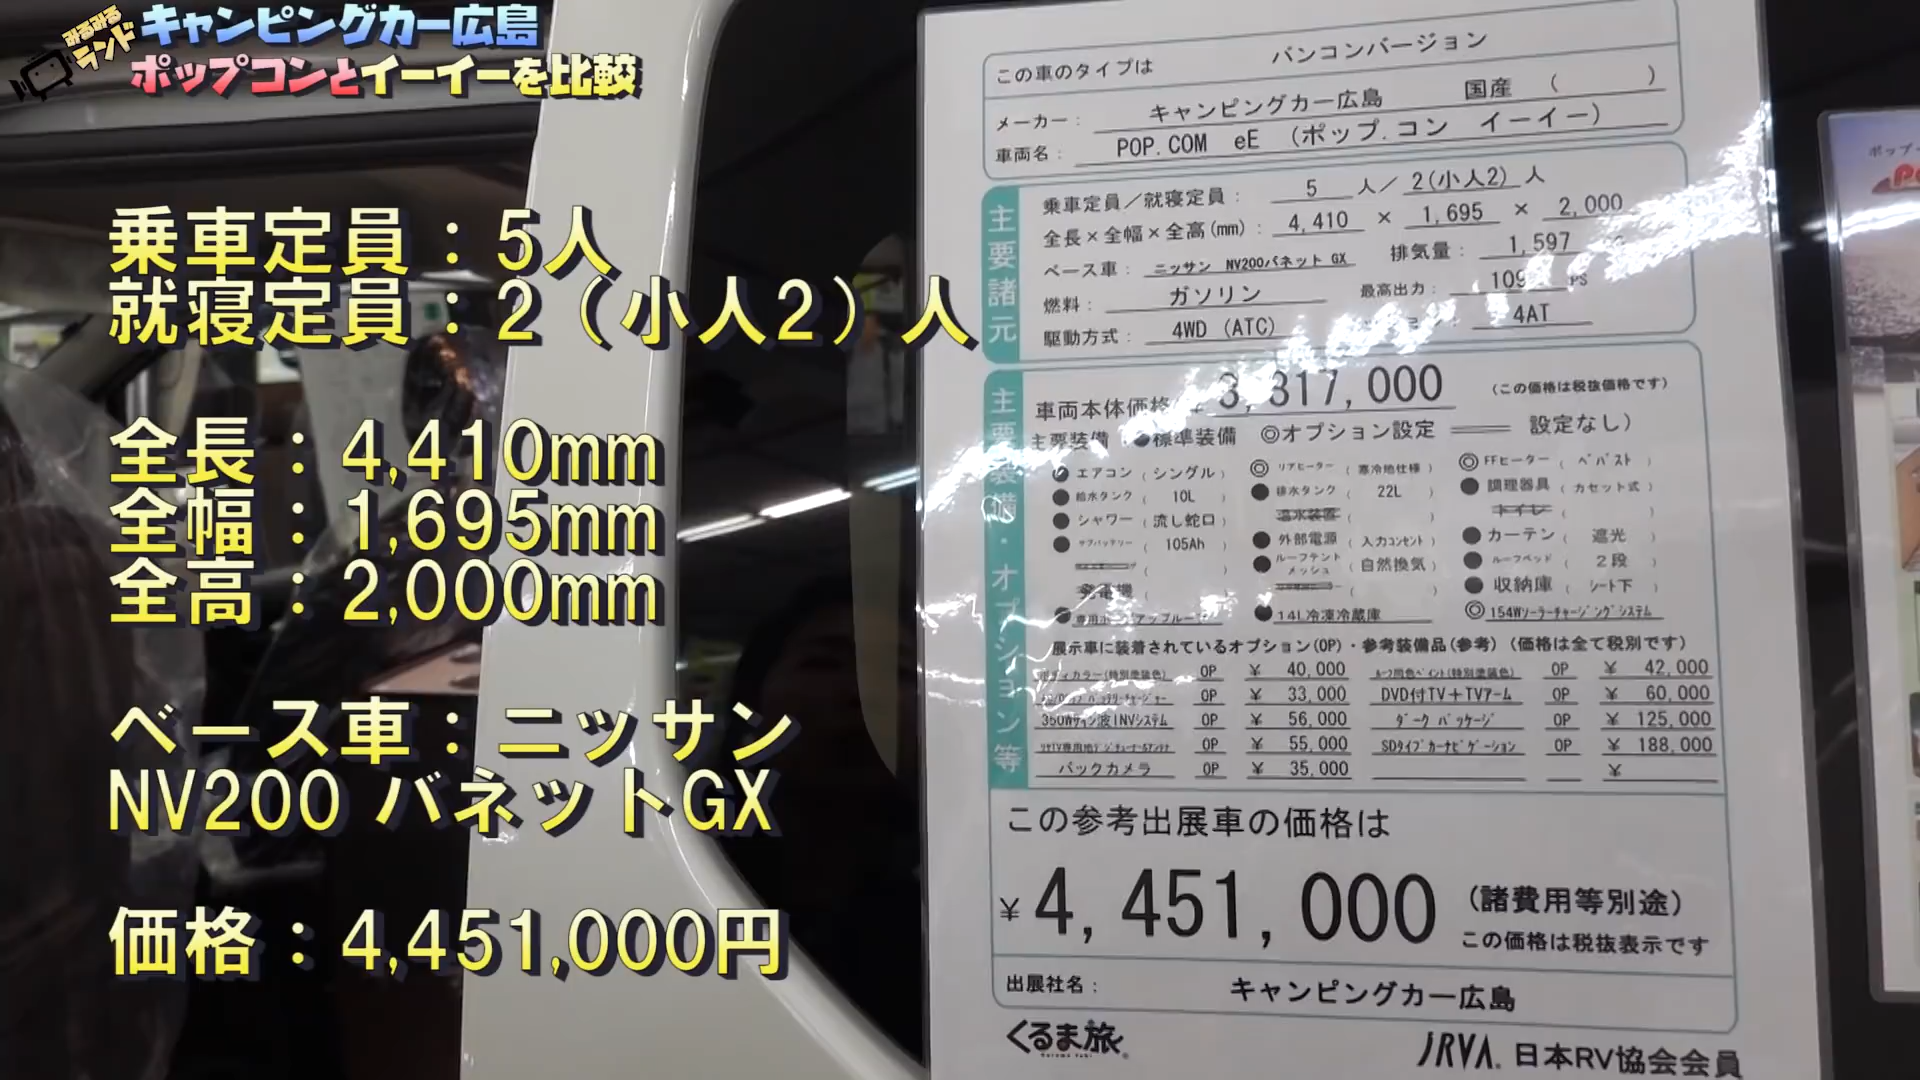 みるみる
ランド
キャンピングカー広島
ポップコンとイーイーを比較
乗車定員：5人
就寝定員：2（小人2）人
全長：4,410mm
全幅：1,695mm
全高：2,000mm
ベース車：ニッサン
NV200 バネットGX
価格：4,451,000円
この車のタイプは バンコンバージョン
メーカー： キャンピングカー広島 国産 （ ）
車両名： POP.COM eE （ポップ.コン イーイー）
主要諸元
乗車定員／就寝定員： 5 人／ 2(小人2) 人
全長×全幅×全高(mm)： 4,410 × 1,695 × 2,000
ベース車： ニッサン NV200バネット GX 排気量： 1,597
燃料： ガソリン 最高出力： 109 PS
駆動方式： 4WD (ATC) 4AT
主要装備・オプション等
車両本体価格 3,817,000 （この価格は税抜価格です）
主要装備 ●標準装備 ◎オプション設定 ── 設定なし）
エアコン（シングル） ◎リアヒーター（寒冷地仕様） ◎FFヒーター（ベバスト）
●給水タンク（10L） ●排水タンク（22L） ●調理器具（カセット式）
●シャワー（流し蛇口） 温水装置（ ） トイレ（ ）
●サブバッテリー（105Ah） ●外部電源（入力コンセント） ●カーテン（遮光）
●ルーフテントメッシュ（自然換気） ●ルーフベッド（2段）
発電機 ●収納庫（シート下）
●14L冷凍冷蔵庫 ◎154Wソーラーチャージングシステム
展示車に装着されているオプション(OP)・参考装備品(参考)（価格は全て税別です）
ボディカラー(特別塗装色) OP ¥ 40,000 OP ¥ 42,000
OP ¥ 33,000 DVD付TV＋TVアーム OP ¥ 60,000
350Wサイン波INVシステム OP ¥ 56,000 ダーク パッケージ OP ¥ 125,000
OP ¥ 55,000 SDタイプカーナビゲーション OP ¥ 188,000
バックカメラ OP ¥ 35,000 ¥
この参考出展車の価格は
¥4,451,000（諸費用等別途）
この価格は税抜表示です
出展社名： キャンピングカー広島
くるま旅 JRVA. 日本RV協会会員